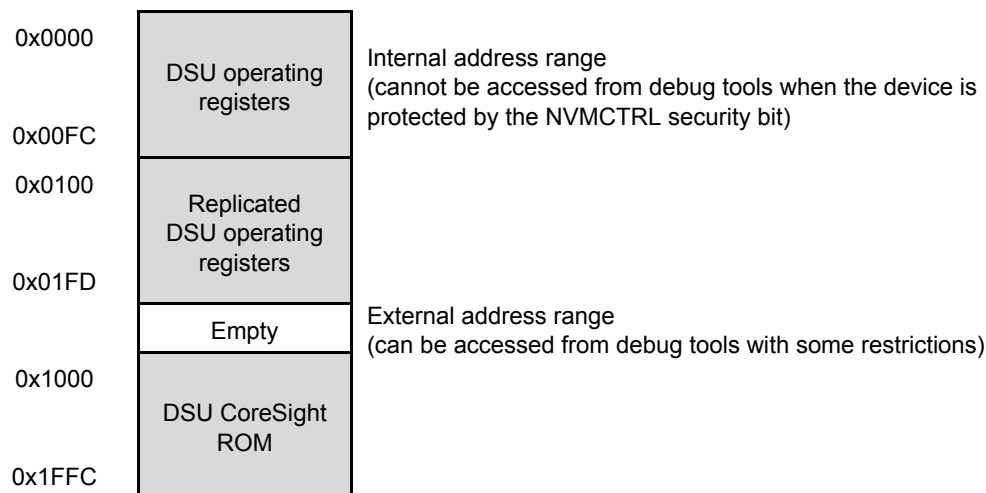 0x0000
DSU operating
registers
Internal address range
(cannot be accessed from debug tools when the device is
protected by the NVMCTRL security bit)
0x00FC
0x0100
Replicated
DSU operating
registers
0x01FD
Empty
External address range
(can be accessed from debug tools with some restrictions)
0x1000
DSU CoreSight
ROM
0x1FFC